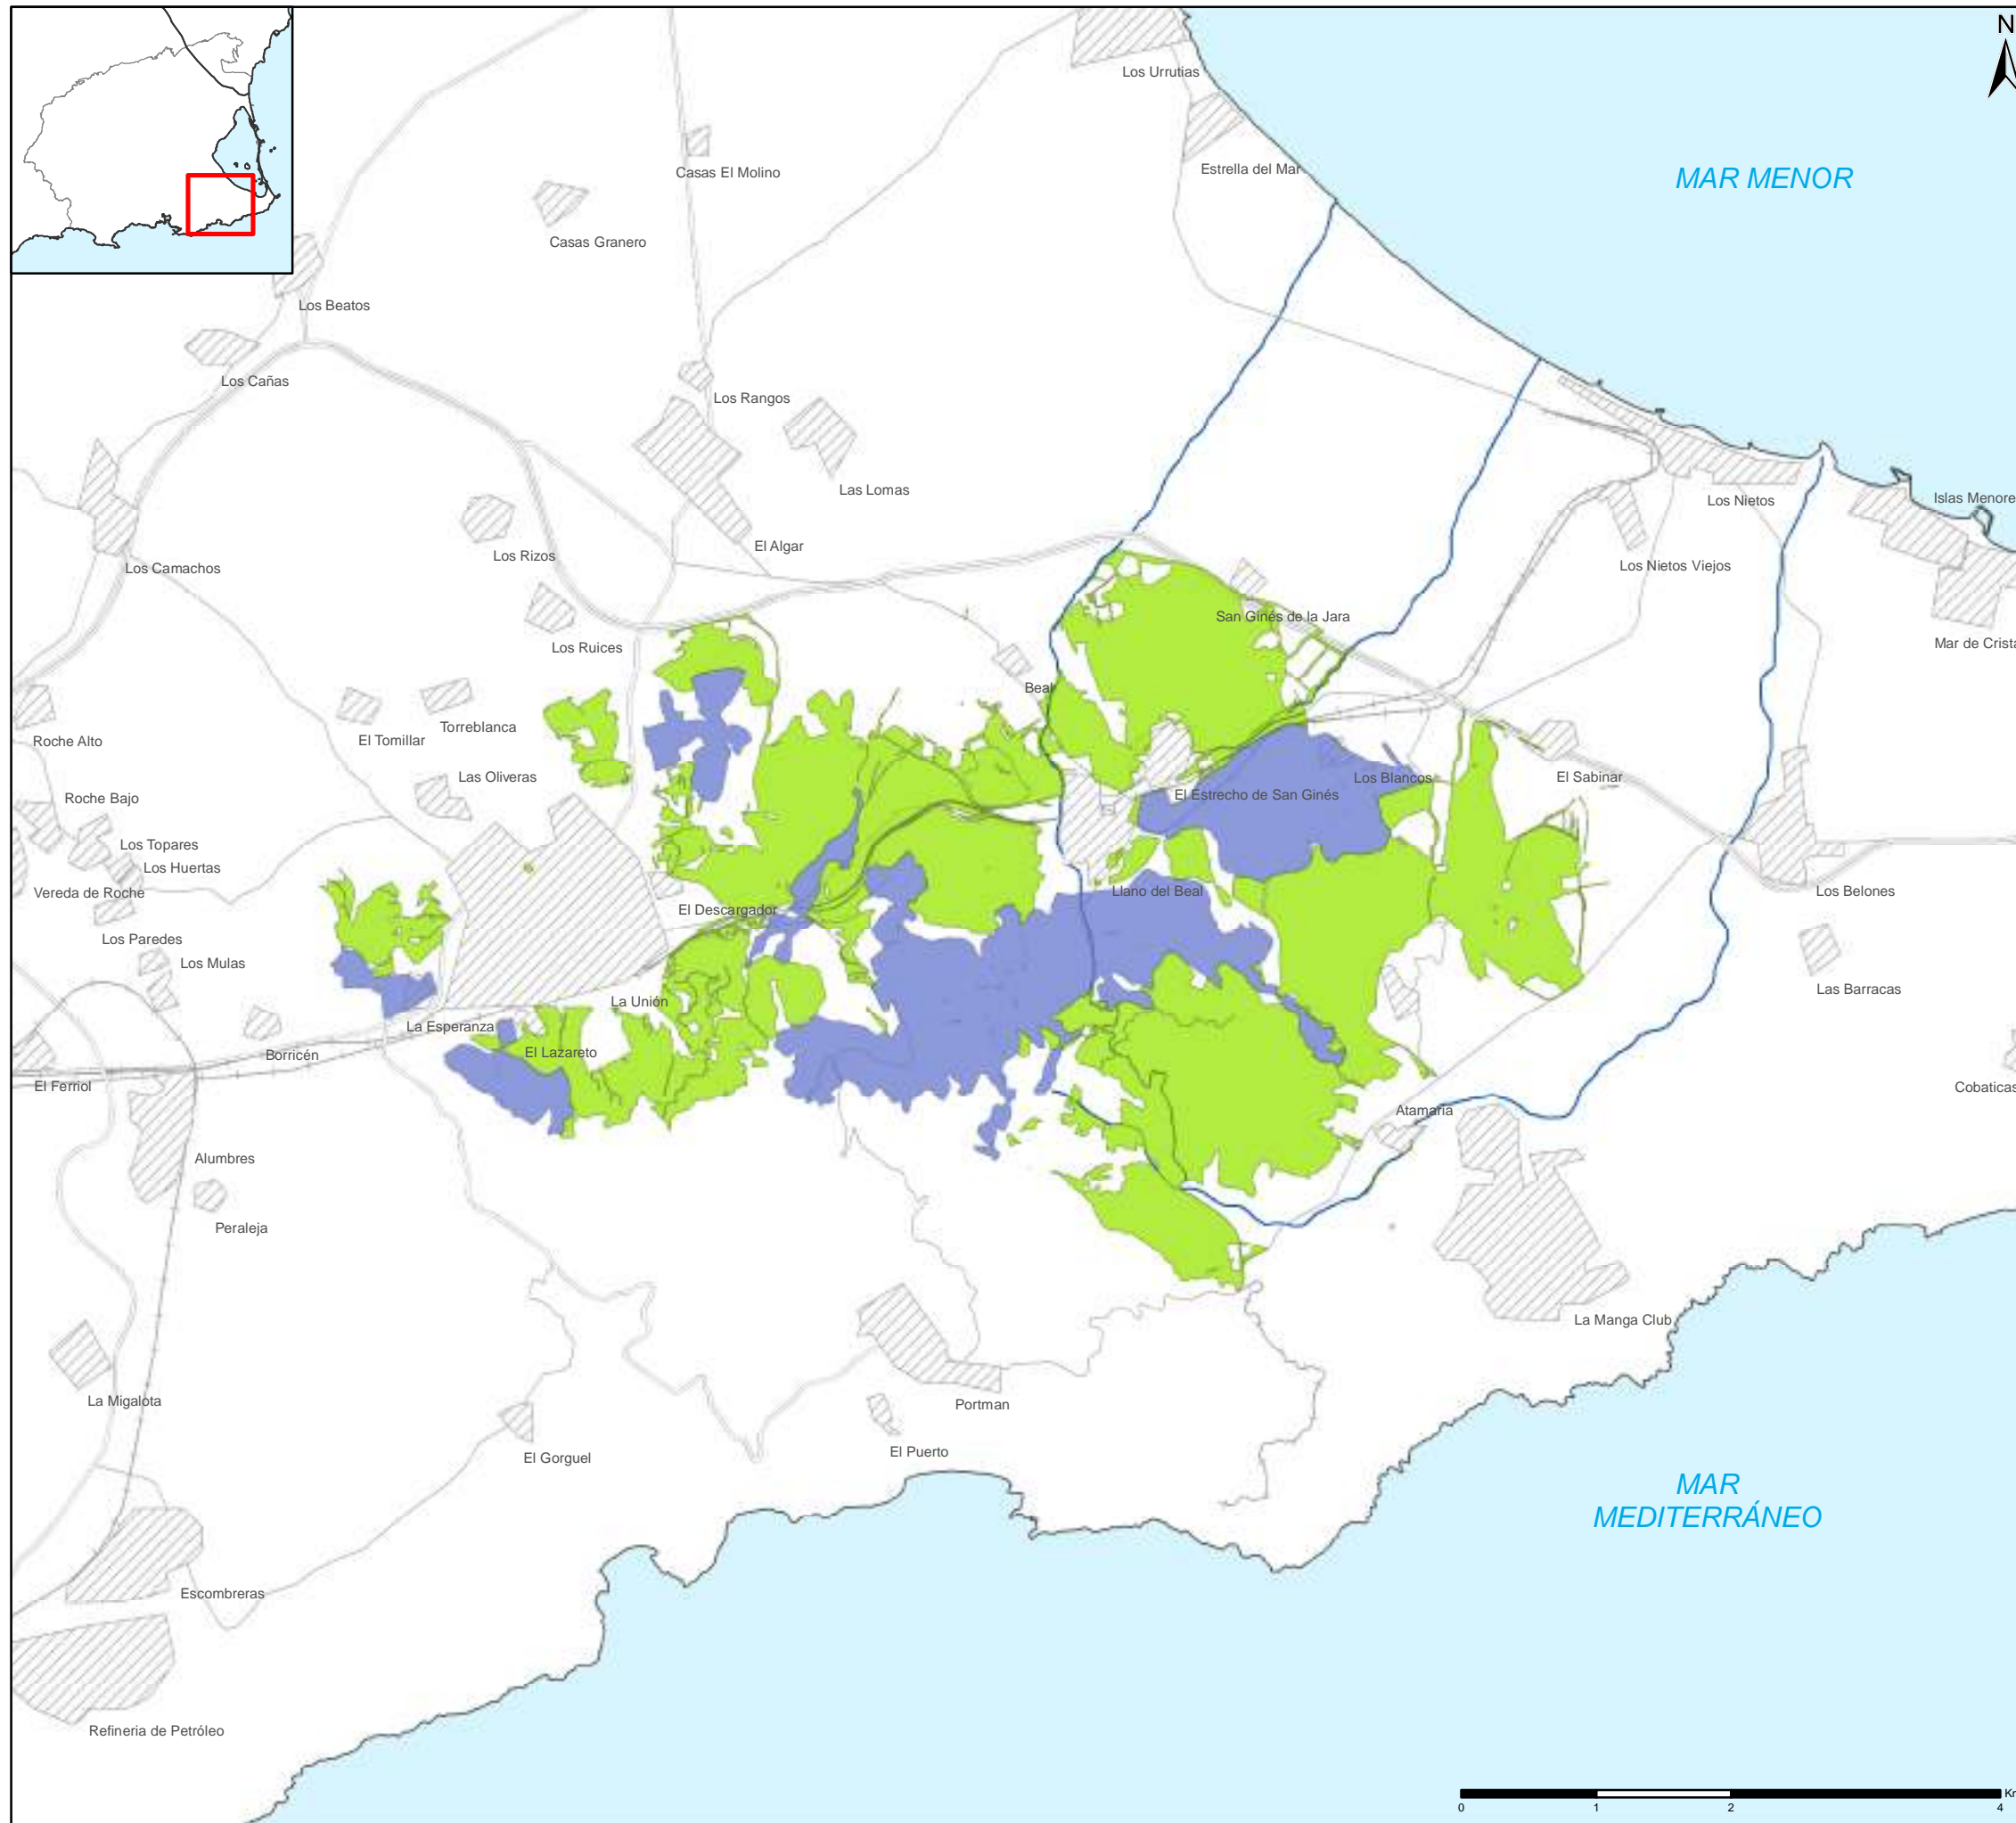 N
Los Urrutias
Estrella del Mar
MAR MENOR
Casas El Molino
Casas Granero
Los Beatos
Los Cañas
Los Rangos
Las Lomas
Los Nietos
Islas Menore
El Algar
Los Rizos
Los Camachos
Los Nietos Viejos
San Ginés de la Jara
Los Ruices
Mar de Crista
Beal
Torreblanca
Roche Alto
El Tomillar
Las Oliveras
Los Blancos
El Sabinar
Roche Bajo
El Estrecho de San Ginés
Los Topares
Los Huertas
Vereda de Roche
Llano del Beal
Los Belones
El Descargador
Los Paredes
Los Mulas
Las Barracas
La Unión
La Esperanza
El Lazareto
Borricén
El Ferriol
Cobaticas
Atamaria
Alumbres
Peraleja
La Manga Club
La Migalota
Portman
El Puerto
El Gorguel
MAR
MEDITERRÁNEO
Escombreras
Refineria de Petróleo
Km
0 1 2 4